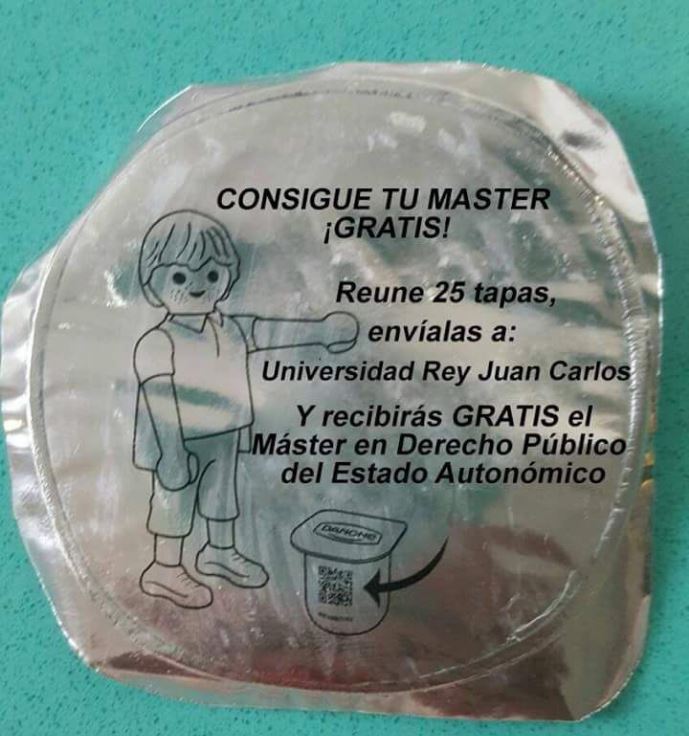 CONSIGUE TU MASTER
¡GRATIS!
Reune 25 tapas,
envíalas a:
Universidad Rey Juan Carlos
Y recibirás GRATIS el
Máster en Derecho Público
del Estado Autonómico
DANONE